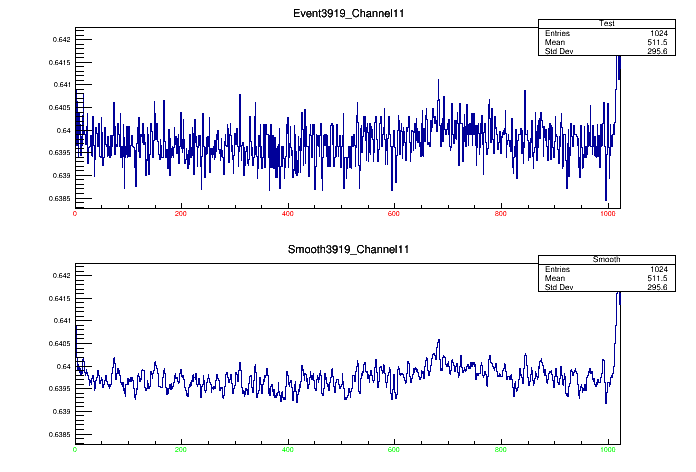 Event3919_Channel11
Test
Entries 1024
Mean 511.5
Std Dev 295.6
0.642
0.6415
0.641
0.6405
0.64
0.6395
0.639
0.6385
0 200 400 600 800 1000
Smooth3919_Channel11
Smooth
Entries 1024
Mean 511.5
Std Dev 295.6
0.642
0.6415
0.641
0.6405
0.64
0.6395
0.639
0.6385
0 200 400 600 800 1000